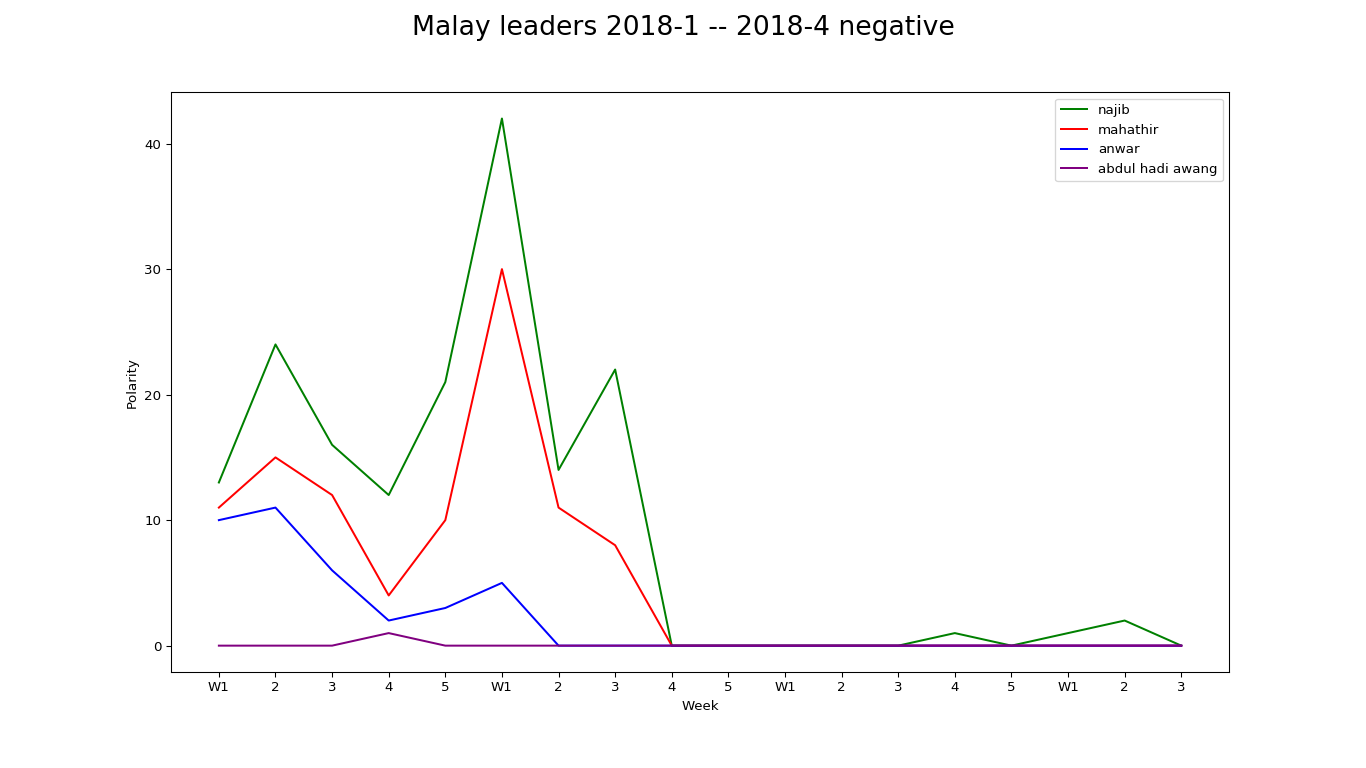 Malay leaders 2018-1 -- 2018-4 negative
najib
mahathir
anwar
abdul hadi awang
40
30
20
10
0
Polarity
W1 2 3 4 5 W1 2 3 4 5 W1 2 3 4 5 W1 2 3
Week